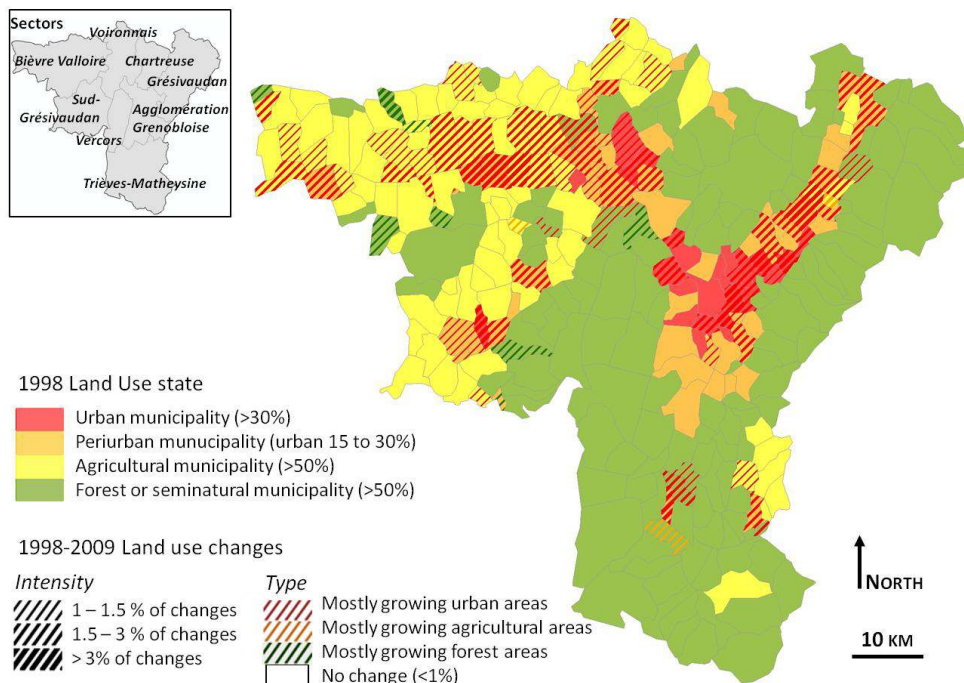 Sectors
Voironnais
Bièvre Valloire
Chartreuse
Grésivaudan
Sud-
Grésivaudan
Agglomération
Grenobloise
Vercors
Trièves-Matheysine
1998 Land Use state
Urban municipality (>30%)
Periurban munucipality (urban 15 to 30%)
Agricultural municipality (>50%)
Forest or seminatural municipality (>50%)
1998-2009 Land use changes
Intensity
1 – 1.5 % of changes
1.5 – 3 % of changes
> 3% of changes
Type
Mostly growing urban areas
Mostly growing agricultural areas
Mostly growing forest areas
No change (<1%)
NORTH
10 KM